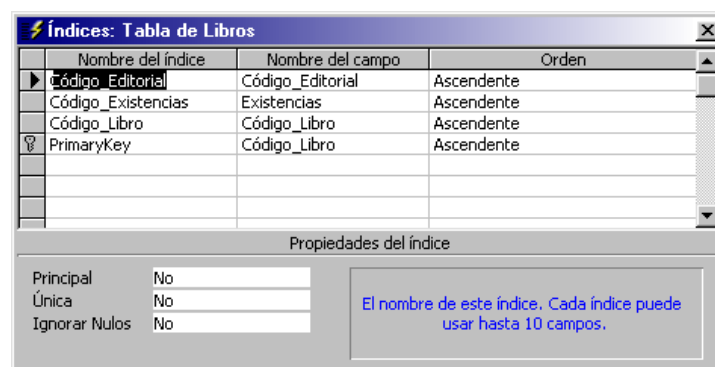 Índices: Tabla de Libros
Nombre del índice Nombre del campo Orden
Código_Editorial Código_Editorial Ascendente
Código_Existencias Existencias Ascendente
Código_Libro Código_Libro Ascendente
PrimaryKey Código_Libro Ascendente
Propiedades del índice
Principal No
Única No
Ignorar Nulos No
El nombre de este índice. Cada índice puede
usar hasta 10 campos.